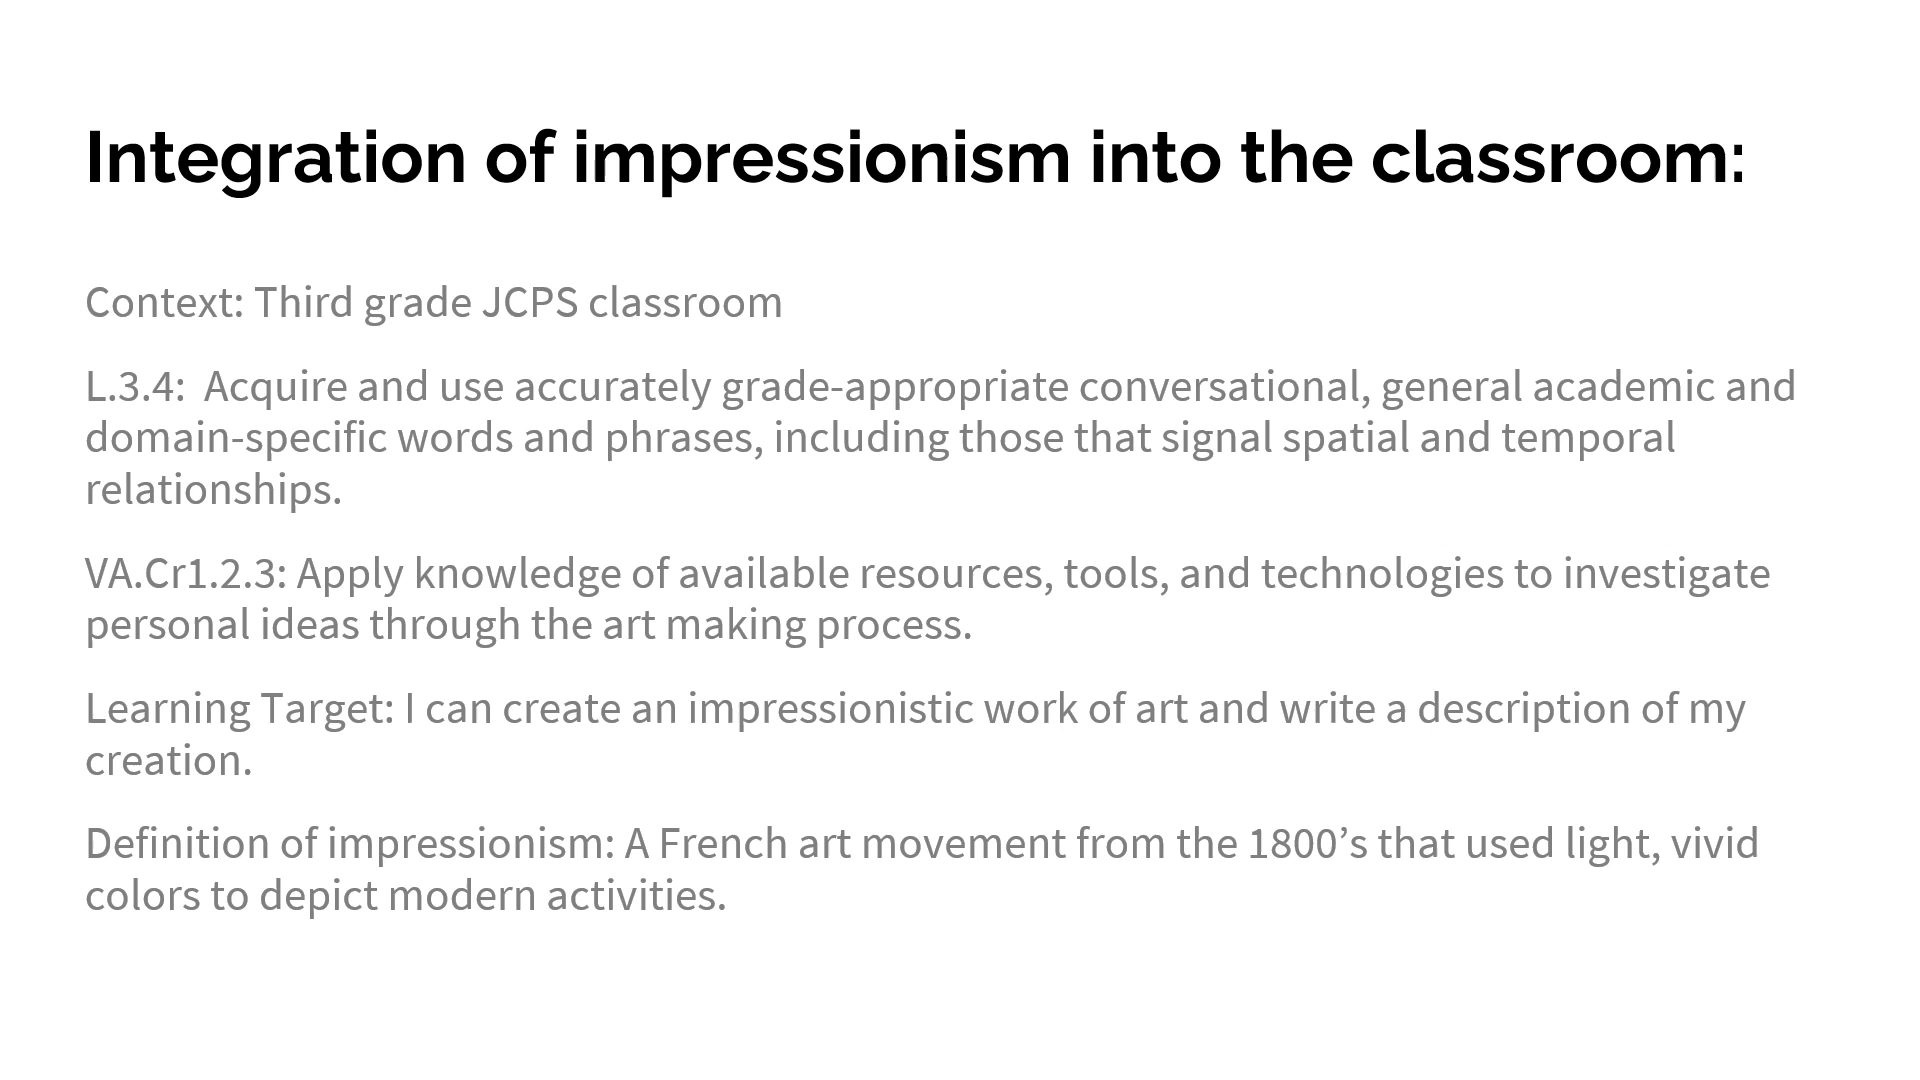 Integration of impressionism into the classroom:
Context: Third grade JCPS classroom
L.3.4:  Acquire and use accurately grade-appropriate conversational, general academic and
domain-specific words and phrases, including those that signal spatial and temporal
relationships.
VA.Cr1.2.3: Apply knowledge of available resources, tools, and technologies to investigate
personal ideas through the art making process.
Learning Target: I can create an impressionistic work of art and write a description of my
creation.
Definition of impressionism: A French art movement from the 1800’s that used light, vivid
colors to depict modern activities.